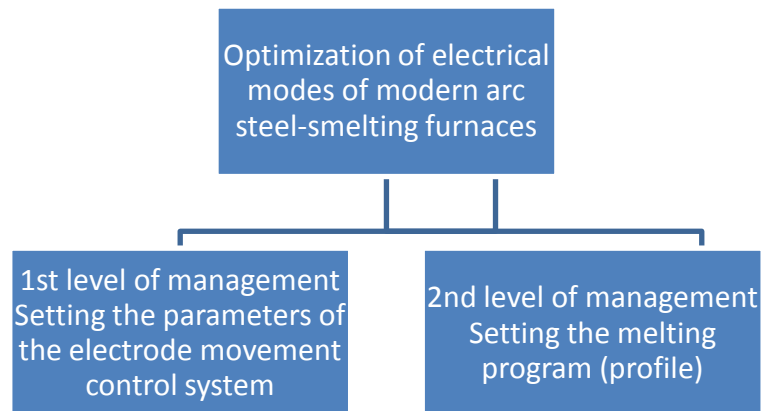 Optimization of electrical
modes of modern arc
steel-smelting furnaces
1st level of management
Setting the parameters of
the electrode movement
control system
2nd level of management
Setting the melting
program (profile)